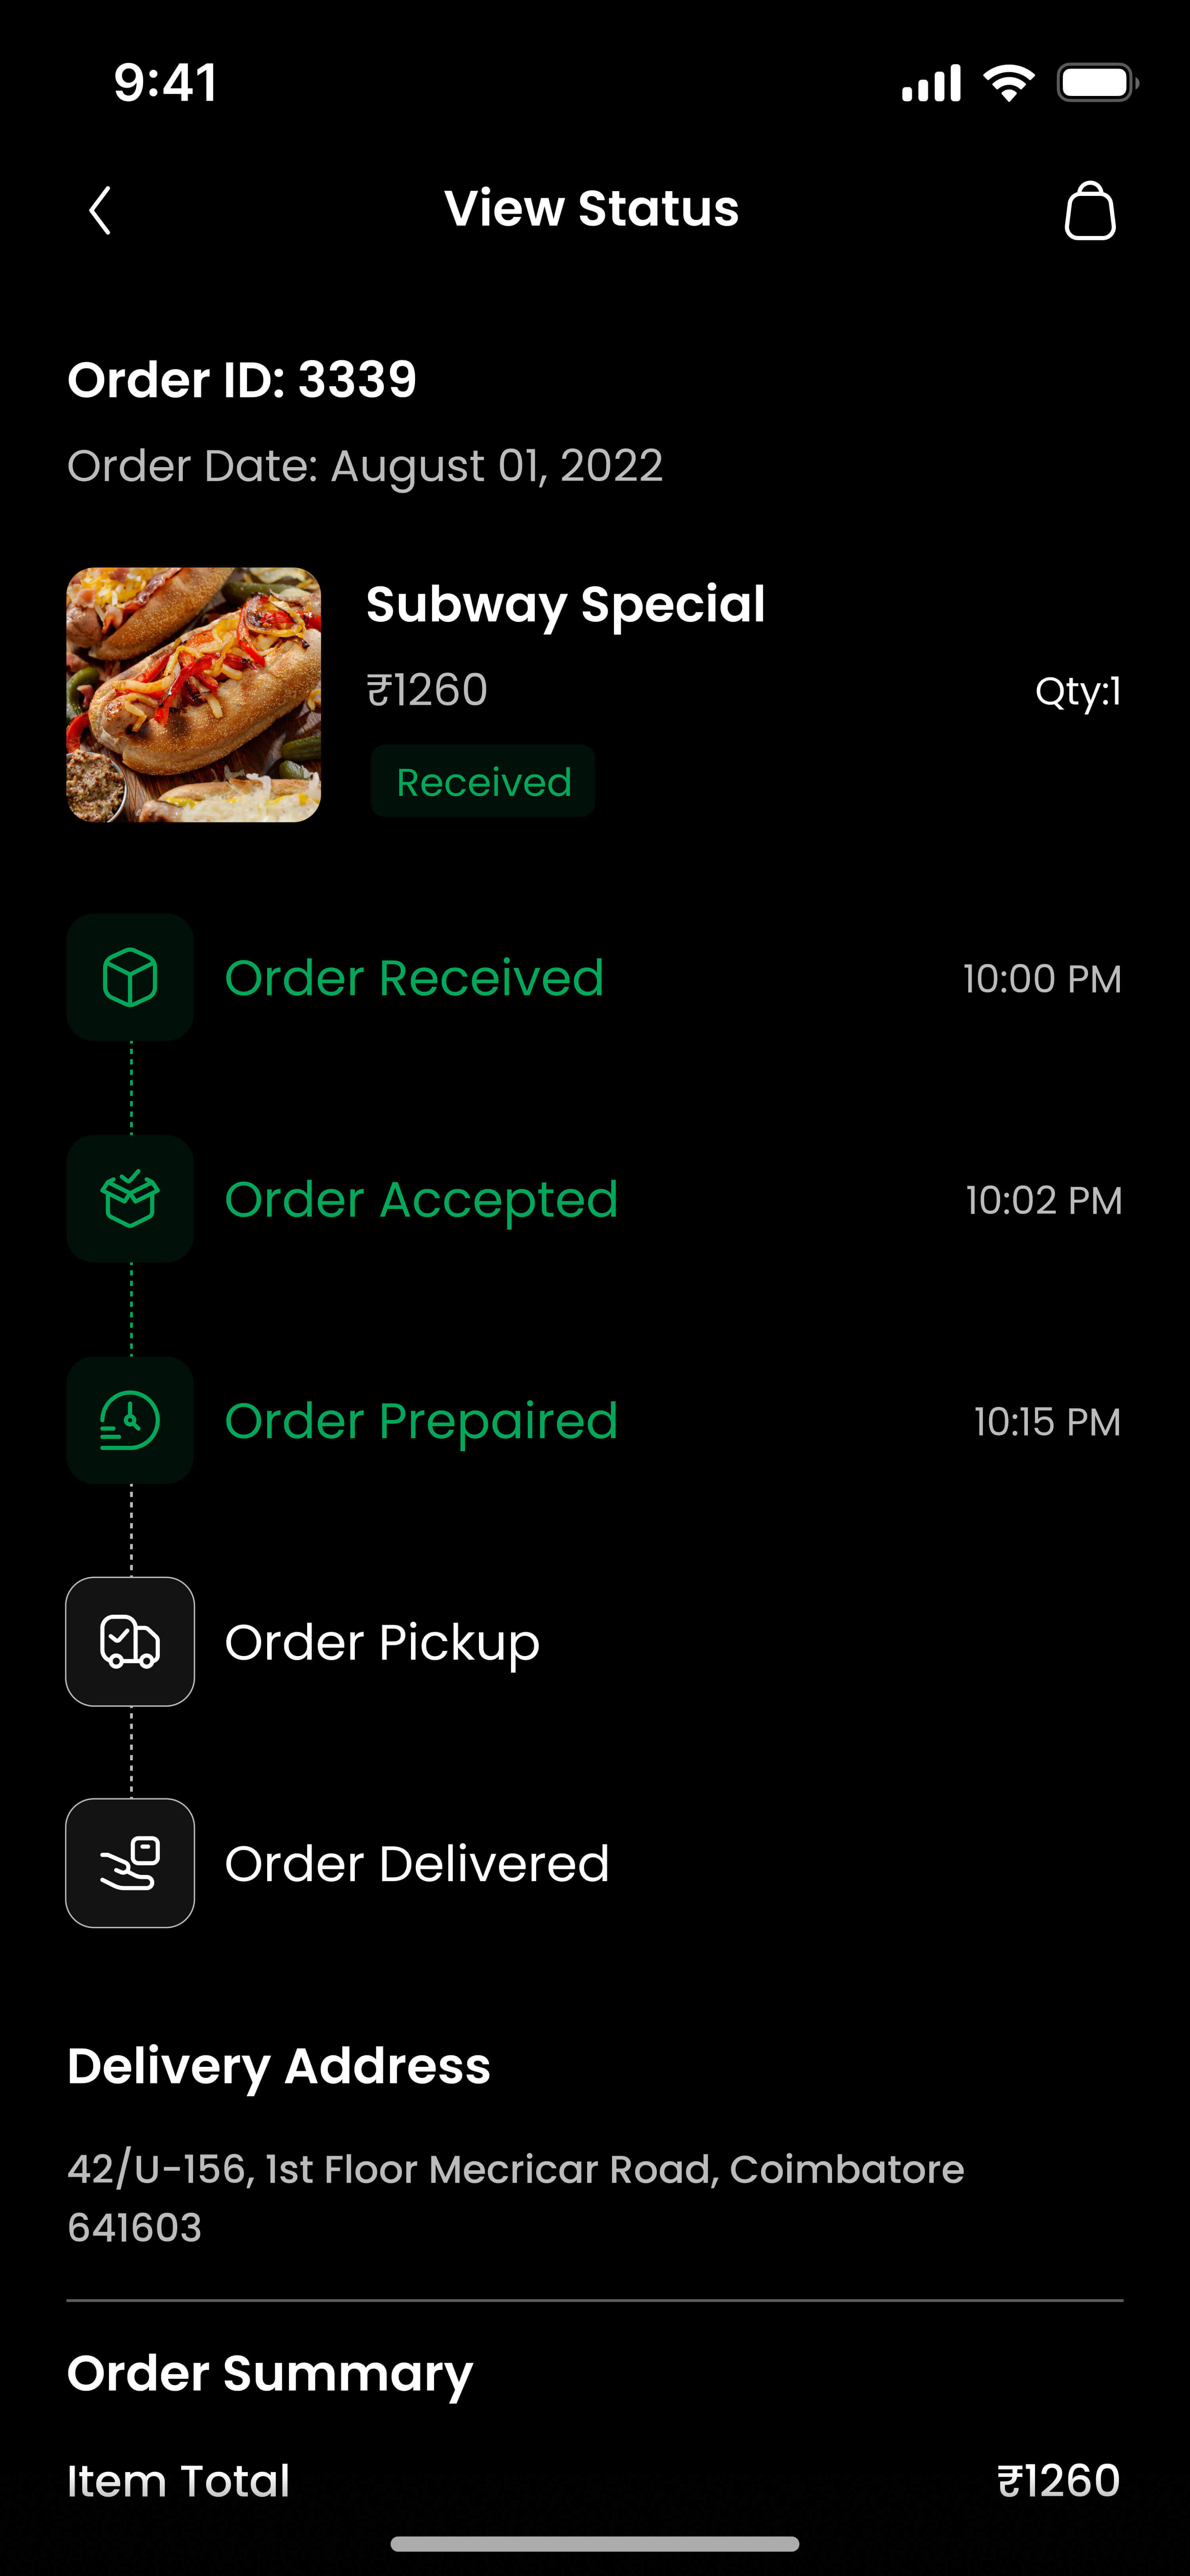 9:41
View Status
Order ID: 3339
Order Date: August 01, 2022
Subway Special
₹1260
Qty:1
Received
Order Received
10:00 PM
Order Accepted
10:02 PM
Order Prepaired
10:15 PM
Order Pickup
Order Delivered
Delivery Address
42/U-156, 1st Floor Mecricar Road, Coimbatore
641603
Order Summary
Item Total
₹1260